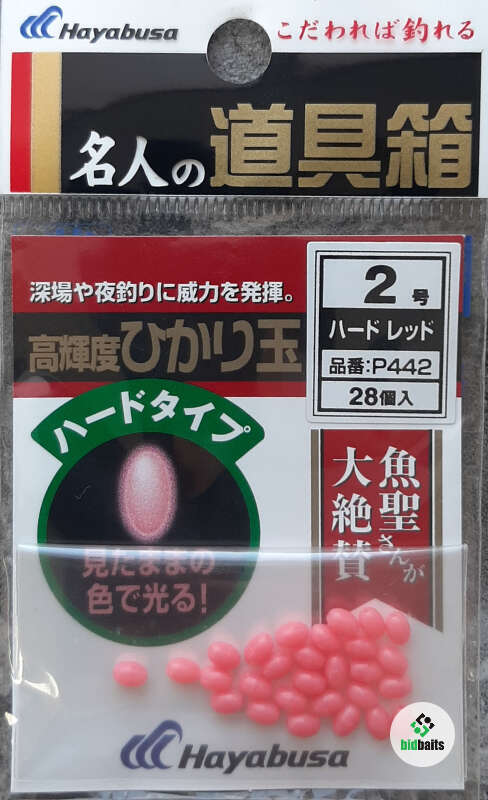 Hayabusa
こだわれば釣れる
名人の道具箱
深場や夜釣りに威力を発揮。
高輝度ひかり玉
2号
ハードレッド
品番:P442
28個入
ハードタイプ
見たままの
色で光る!
魚聖さんが
大絶賛
Hayabusa
bidbaits